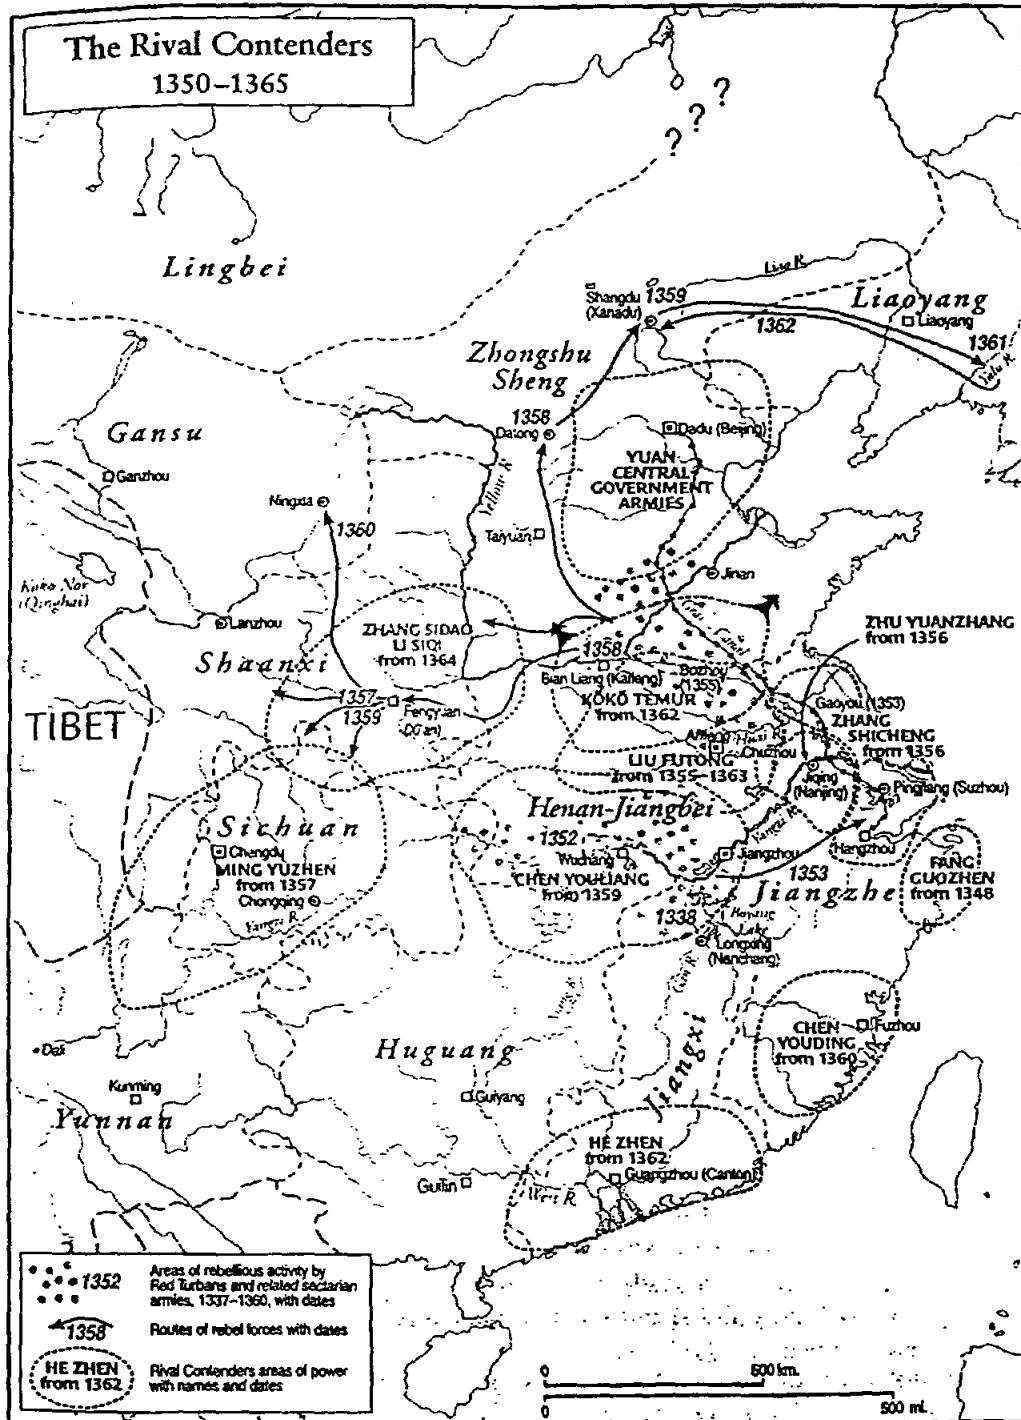 The Rival Contenders
1350–1365
? ? ?
Lingbei
Liao R.
Shangdu
(Xanadu)
1359
Liaoyang
Liaoyang
1362
1361
Yalu R.
Zhongshu
Sheng
1358
Datong
Gansu
Ganzhou
Dadu (Beijing)
YUAN
CENTRAL
GOVERNMENT
ARMIES
Yellow R.
Ningxia
1360
Taiyuan
Jinan
Koko Nor
(Qinghai)
Lanzhou
ZHANG SIDAO
LI SIQI
from 1364
Grand Canal
ZHU YUANZHANG
from 1356
Shaanxi
1358
Bian Liang (Kaifeng)
Bozhou
(1355)
1357
1359
Fengyuan
KOKO TEMUR
from 1362
Gaoyou (1353)
ZHANG
SHICHENG
from 1356
TIBET
Huai R.
Chuzhou
LIU FUTONG
from 1355–1363
Jiqing
(Nanjing)
Pingjiang (Suzhou)
Henan-Jiangbei
Sichuan
1352
Yangzi R.
Hangzhou
Chengdu
MING YUZHEN
from 1357
Chongqing
Yangzi R.
Wuchang
CHEN YOULIANG
from 1359
Jiangzhou
1353
Jiangzhe
FANG
GUOZHEN
from 1348
1338
Poyang
Lake
Longxing
(Nanchang)
Gan R.
Dali
Huguang
Jiangxi
CHEN
YOUDING
from 1360
Fuzhou
Kunming
Yunnan
Guiyang
HE ZHEN
from 1362
Guangzhou (Canton)
Guilin
West R.
1352
Areas of rebellious activity by
Red Turbans and related sectarian
armies, 1337–1360, with dates
1358
Routes of rebel forces with dates
HE ZHEN
from 1362
Rival Contenders areas of power
with names and dates
0
500 km.
0
500 ml.